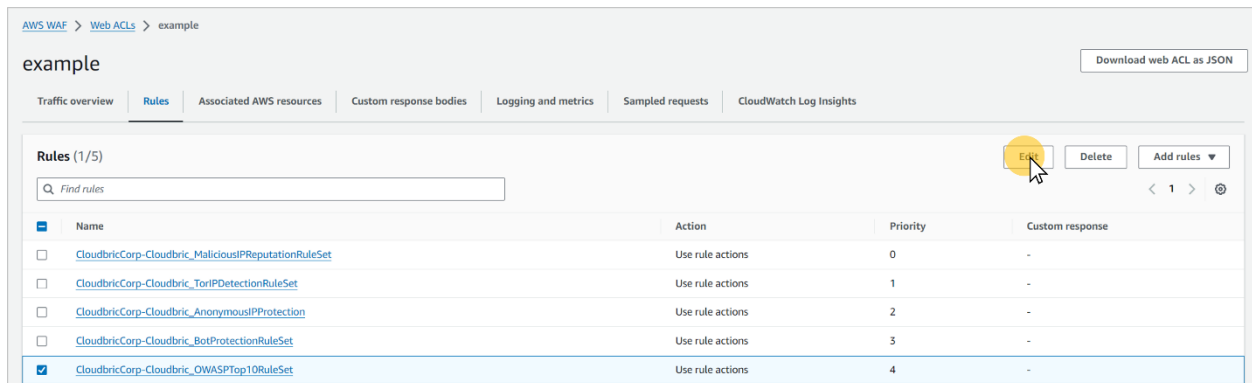 AWS WAF > Web ACLs > example
example
Download web ACL as JSON
Traffic overview Rules Associated AWS resources Custom response bodies Logging and metrics Sampled requests CloudWatch Log Insights
Rules (1/5)
Edit Delete Add rules ▼
Find rules
< 1 >
Name Action Priority Custom response
CloudbricCorp-Cloudbric_MaliciousIPReputationRuleSet Use rule actions 0 -
CloudbricCorp-Cloudbric_TorIPDetectionRuleSet Use rule actions 1 -
CloudbricCorp-Cloudbric_AnonymousIPProtection Use rule actions 2 -
CloudbricCorp-Cloudbric_BotProtectionRuleSet Use rule actions 3 -
CloudbricCorp-Cloudbric_OWASPTop10RuleSet Use rule actions 4 -